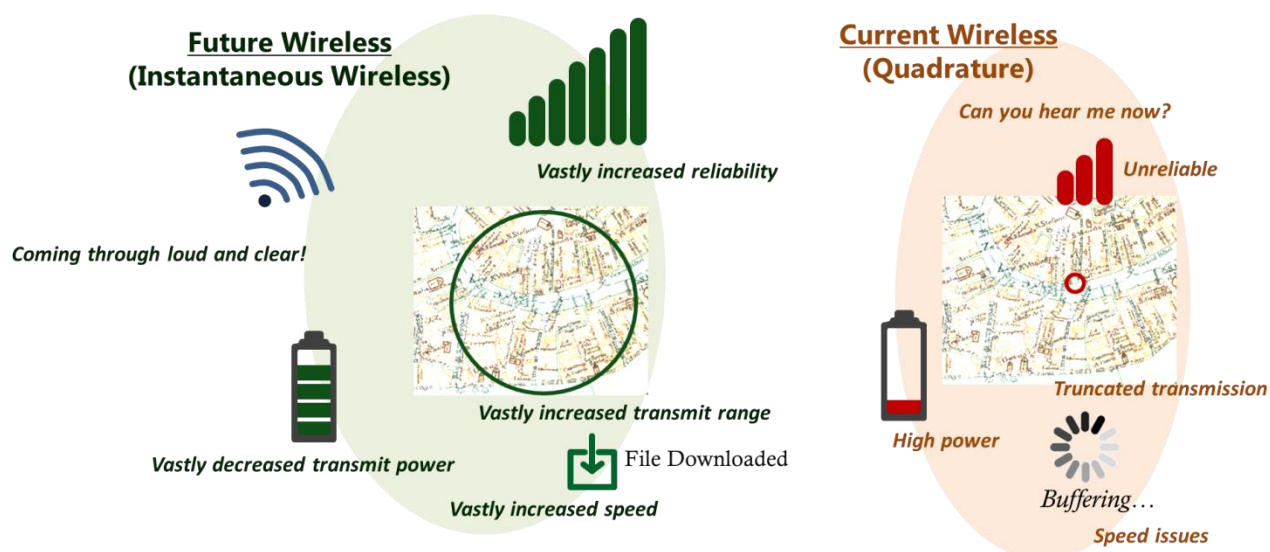 Future Wireless
(Instantaneous Wireless)
Vastly increased reliability
Coming through loud and clear!
Vastly increased transmit range
Vastly decreased transmit power
File Downloaded
Vastly increased speed
Current Wireless
(Quadrature)
Can you hear me now?
Unreliable
Truncated transmission
High power
Buffering...
Speed issues